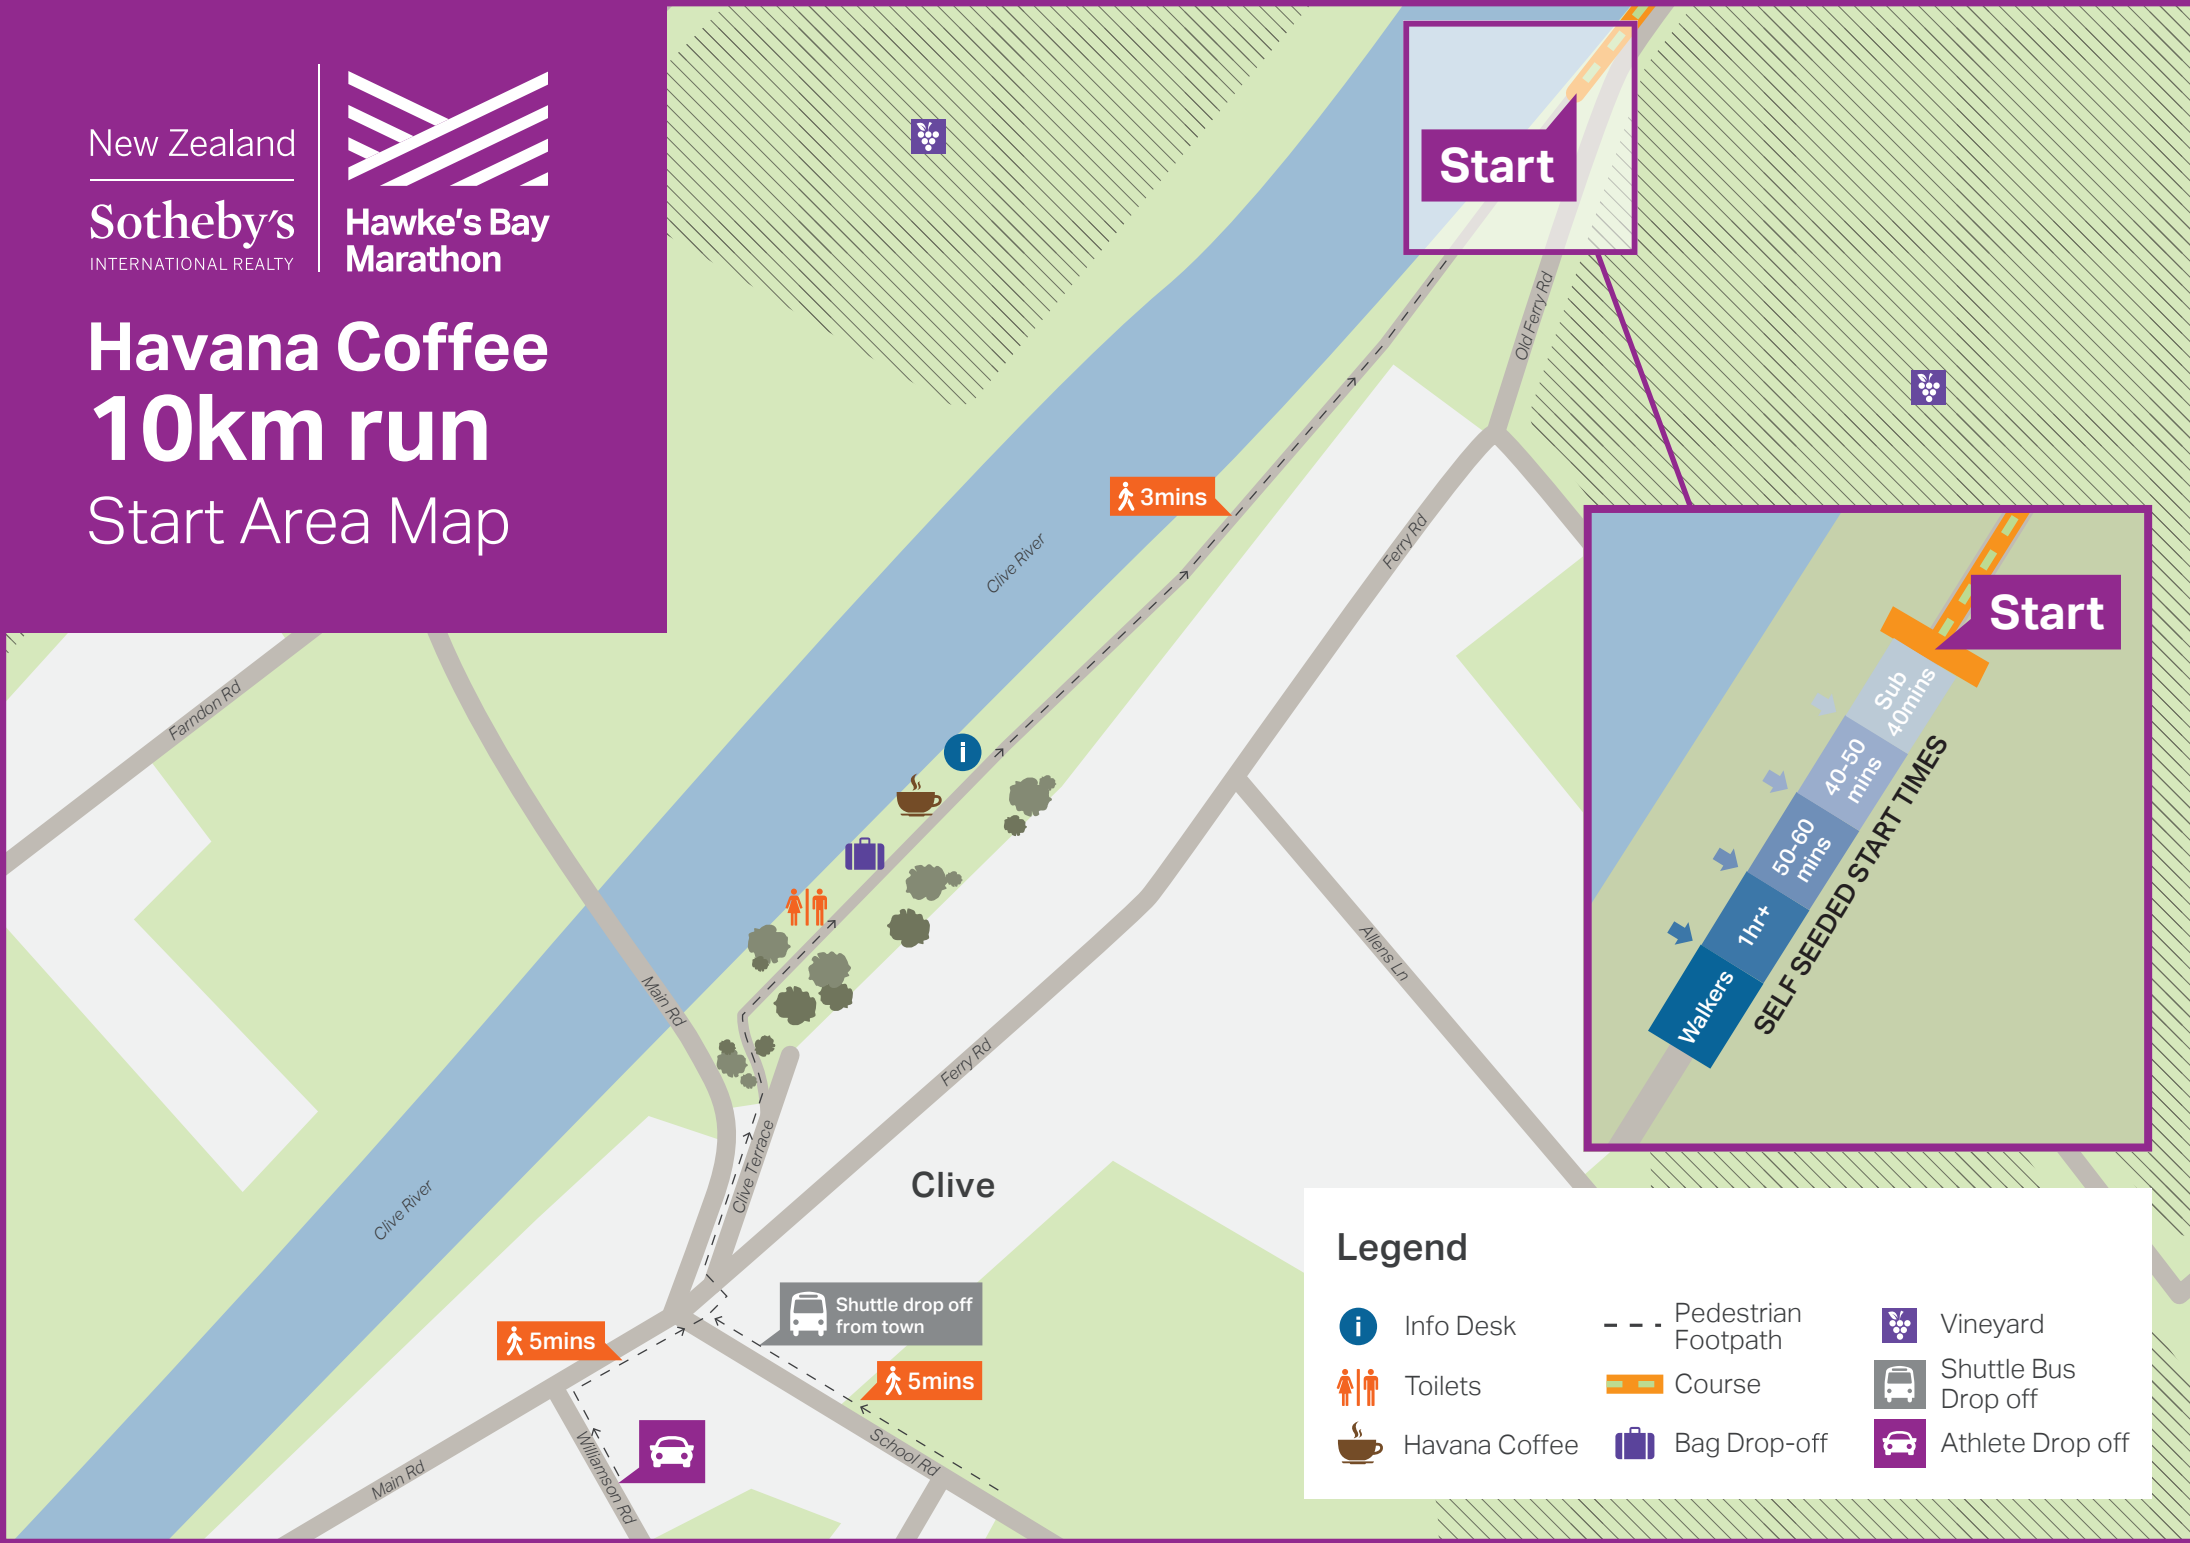 New Zealand
Sotheby's
INTERNATIONAL REALTY
Hawke's Bay
Marathon
Havana Coffee
10km run
Start Area Map
Start
Old Ferry Rd
3mins
Clive River
Ferry Rd
Farndon Rd
i
Main Rd
Allens Ln
Ferry Rd
Clive Terrace
Clive
Clive River
Shuttle drop off
from town
5mins
5mins
Williamson Rd
School Rd
Main Rd
Start
Sub
40mins
40-50
mins
50-60
mins
1hr+
Walkers
SELF SEEDED START TIMES
Legend
i
Info Desk
Toilets
Havana Coffee
Pedestrian
Footpath
Course
Bag Drop-off
Vineyard
Shuttle Bus
Drop off
Athlete Drop off